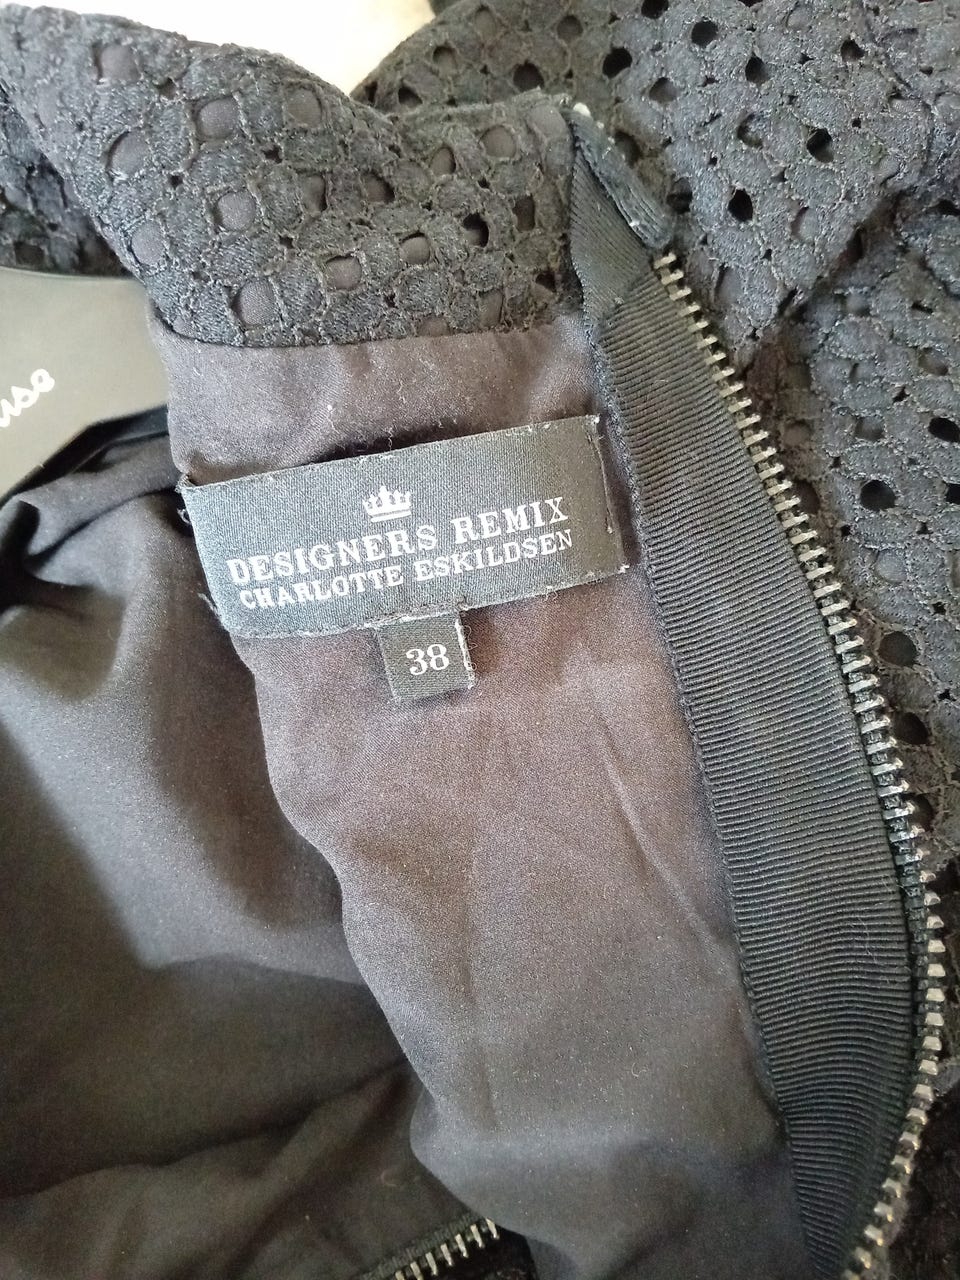 DESIGNERS REMIX
CHARLOTTE ESKILDSEN
38